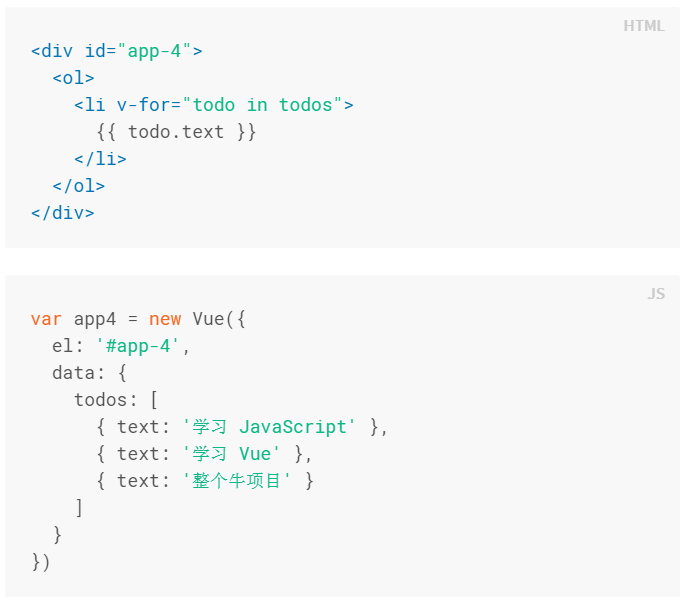 HTML
<div id="app-4">
  <ol>
    <li v-for="todo in todos">
      {{ todo.text }}
    </li>
  </ol>
</div>
JS
var app4 = new Vue({
  el: '#app-4',
  data: {
    todos: [
      { text: '学习 JavaScript' },
      { text: '学习 Vue' },
      { text: '整个牛项目' }
    ]
  }
})